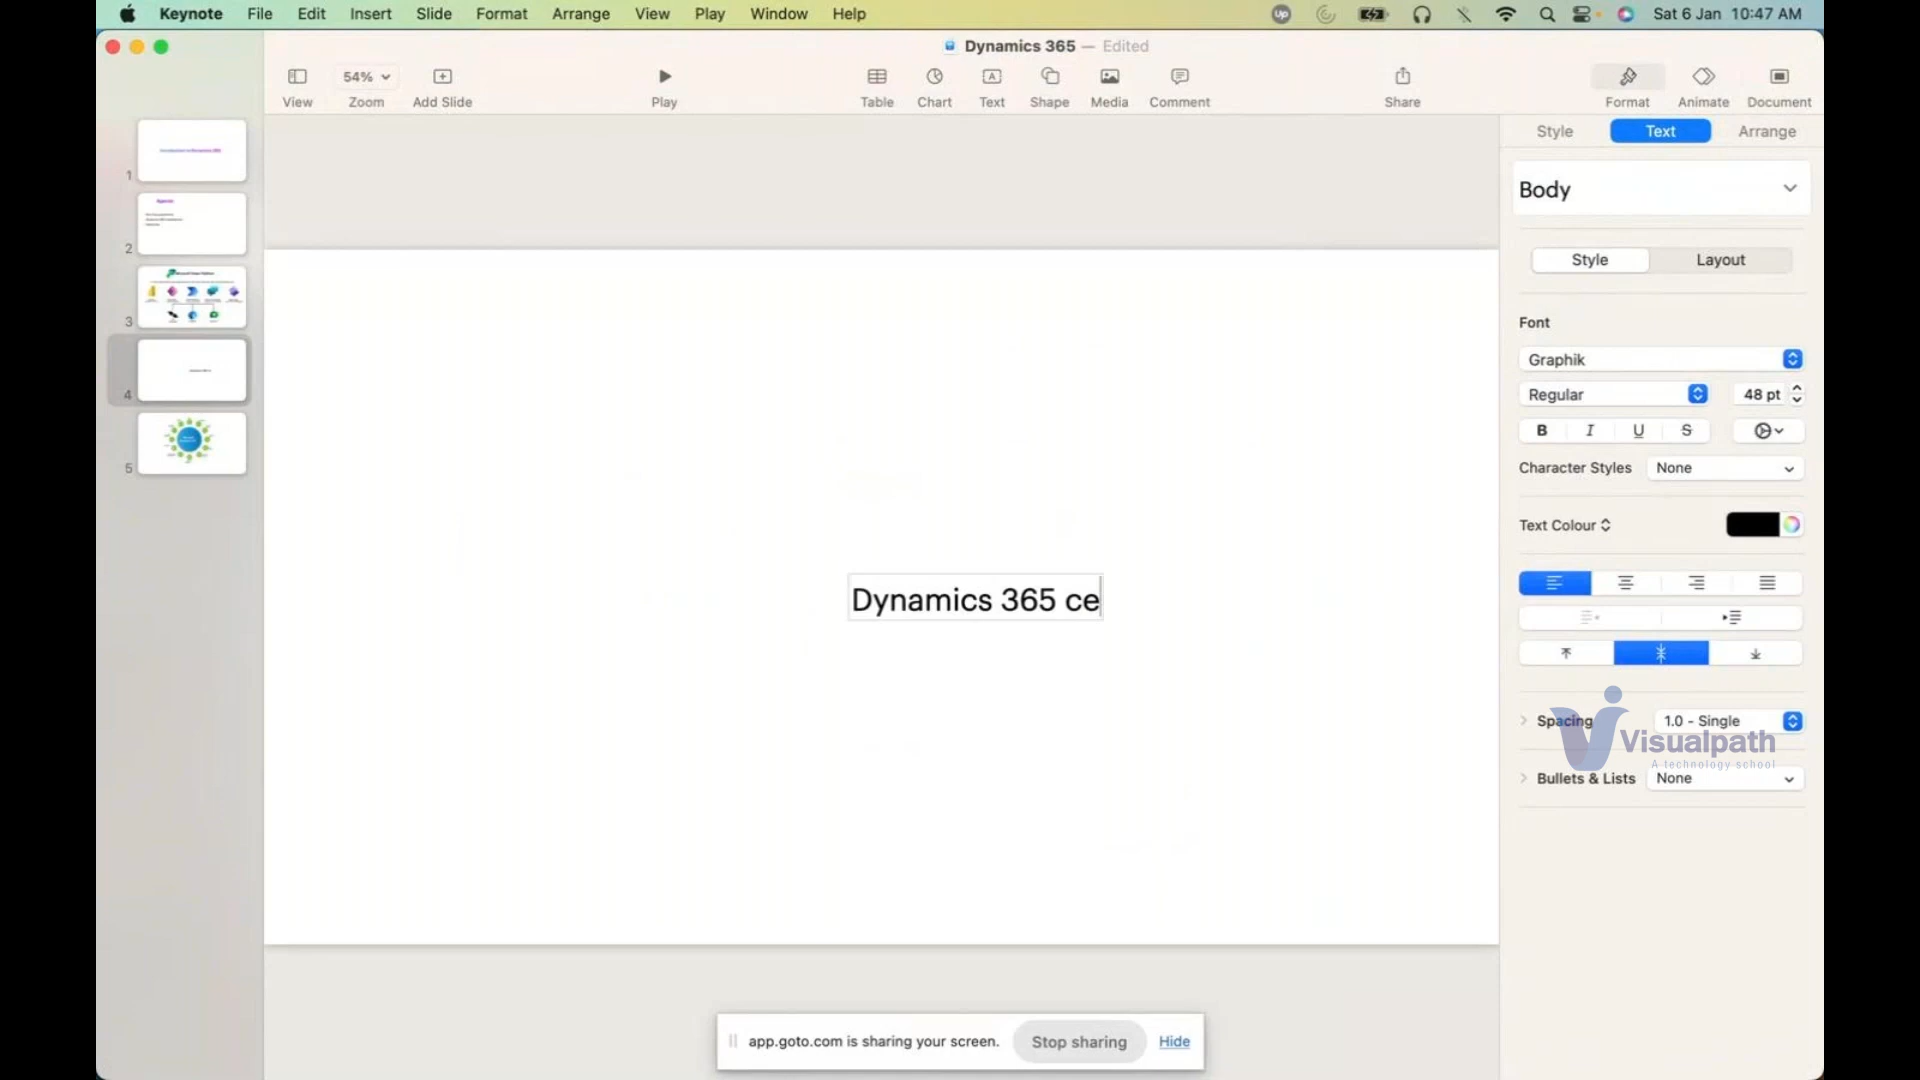 Keynote File Edit Insert Slide Format Arrange View Play Window Help
Up
Sat 6 Jan 10:47 AM
Dynamics 365 — Edited
54%
View Zoom Add Slide Play Table Chart Text Shape Media Comment Share Format Animate Document
Style Text Arrange
Body
Style Layout
Font
Graphik
Regular 48 pt
B I U S
Character Styles None
Text Colour
Spacing 1.0 - Single
Visualpath
A technology school
Bullets & Lists None
1
2
3
4
5
Dynamics 365 ce
app.goto.com is sharing your screen. Stop sharing Hide